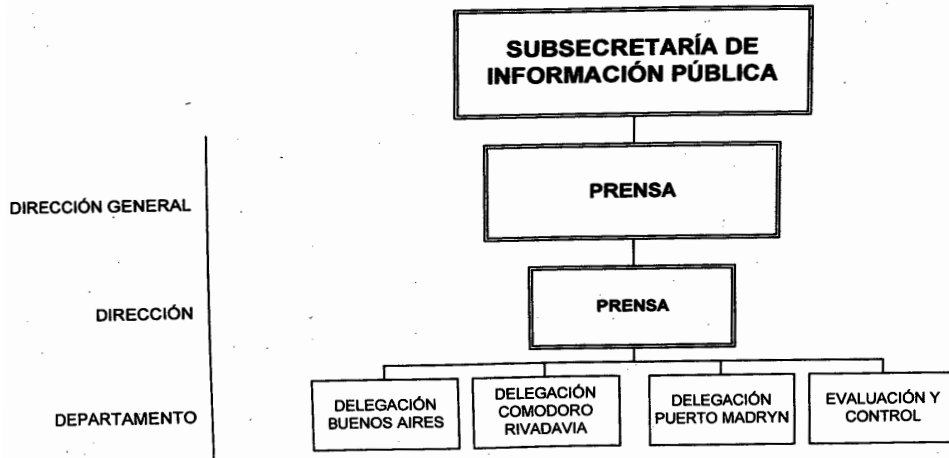 SUBSECRETARÍA DE
INFORMACIÓN PÚBLICA
DIRECCIÓN GENERAL
PRENSA
DIRECCIÓN
PRENSA
DEPARTAMENTO
DELEGACIÓN
BUENOS AIRES
DELEGACIÓN
COMODORO
RIVADAVIA
DELEGACIÓN
PUERTO MADRYN
EVALUACIÓN Y
CONTROL